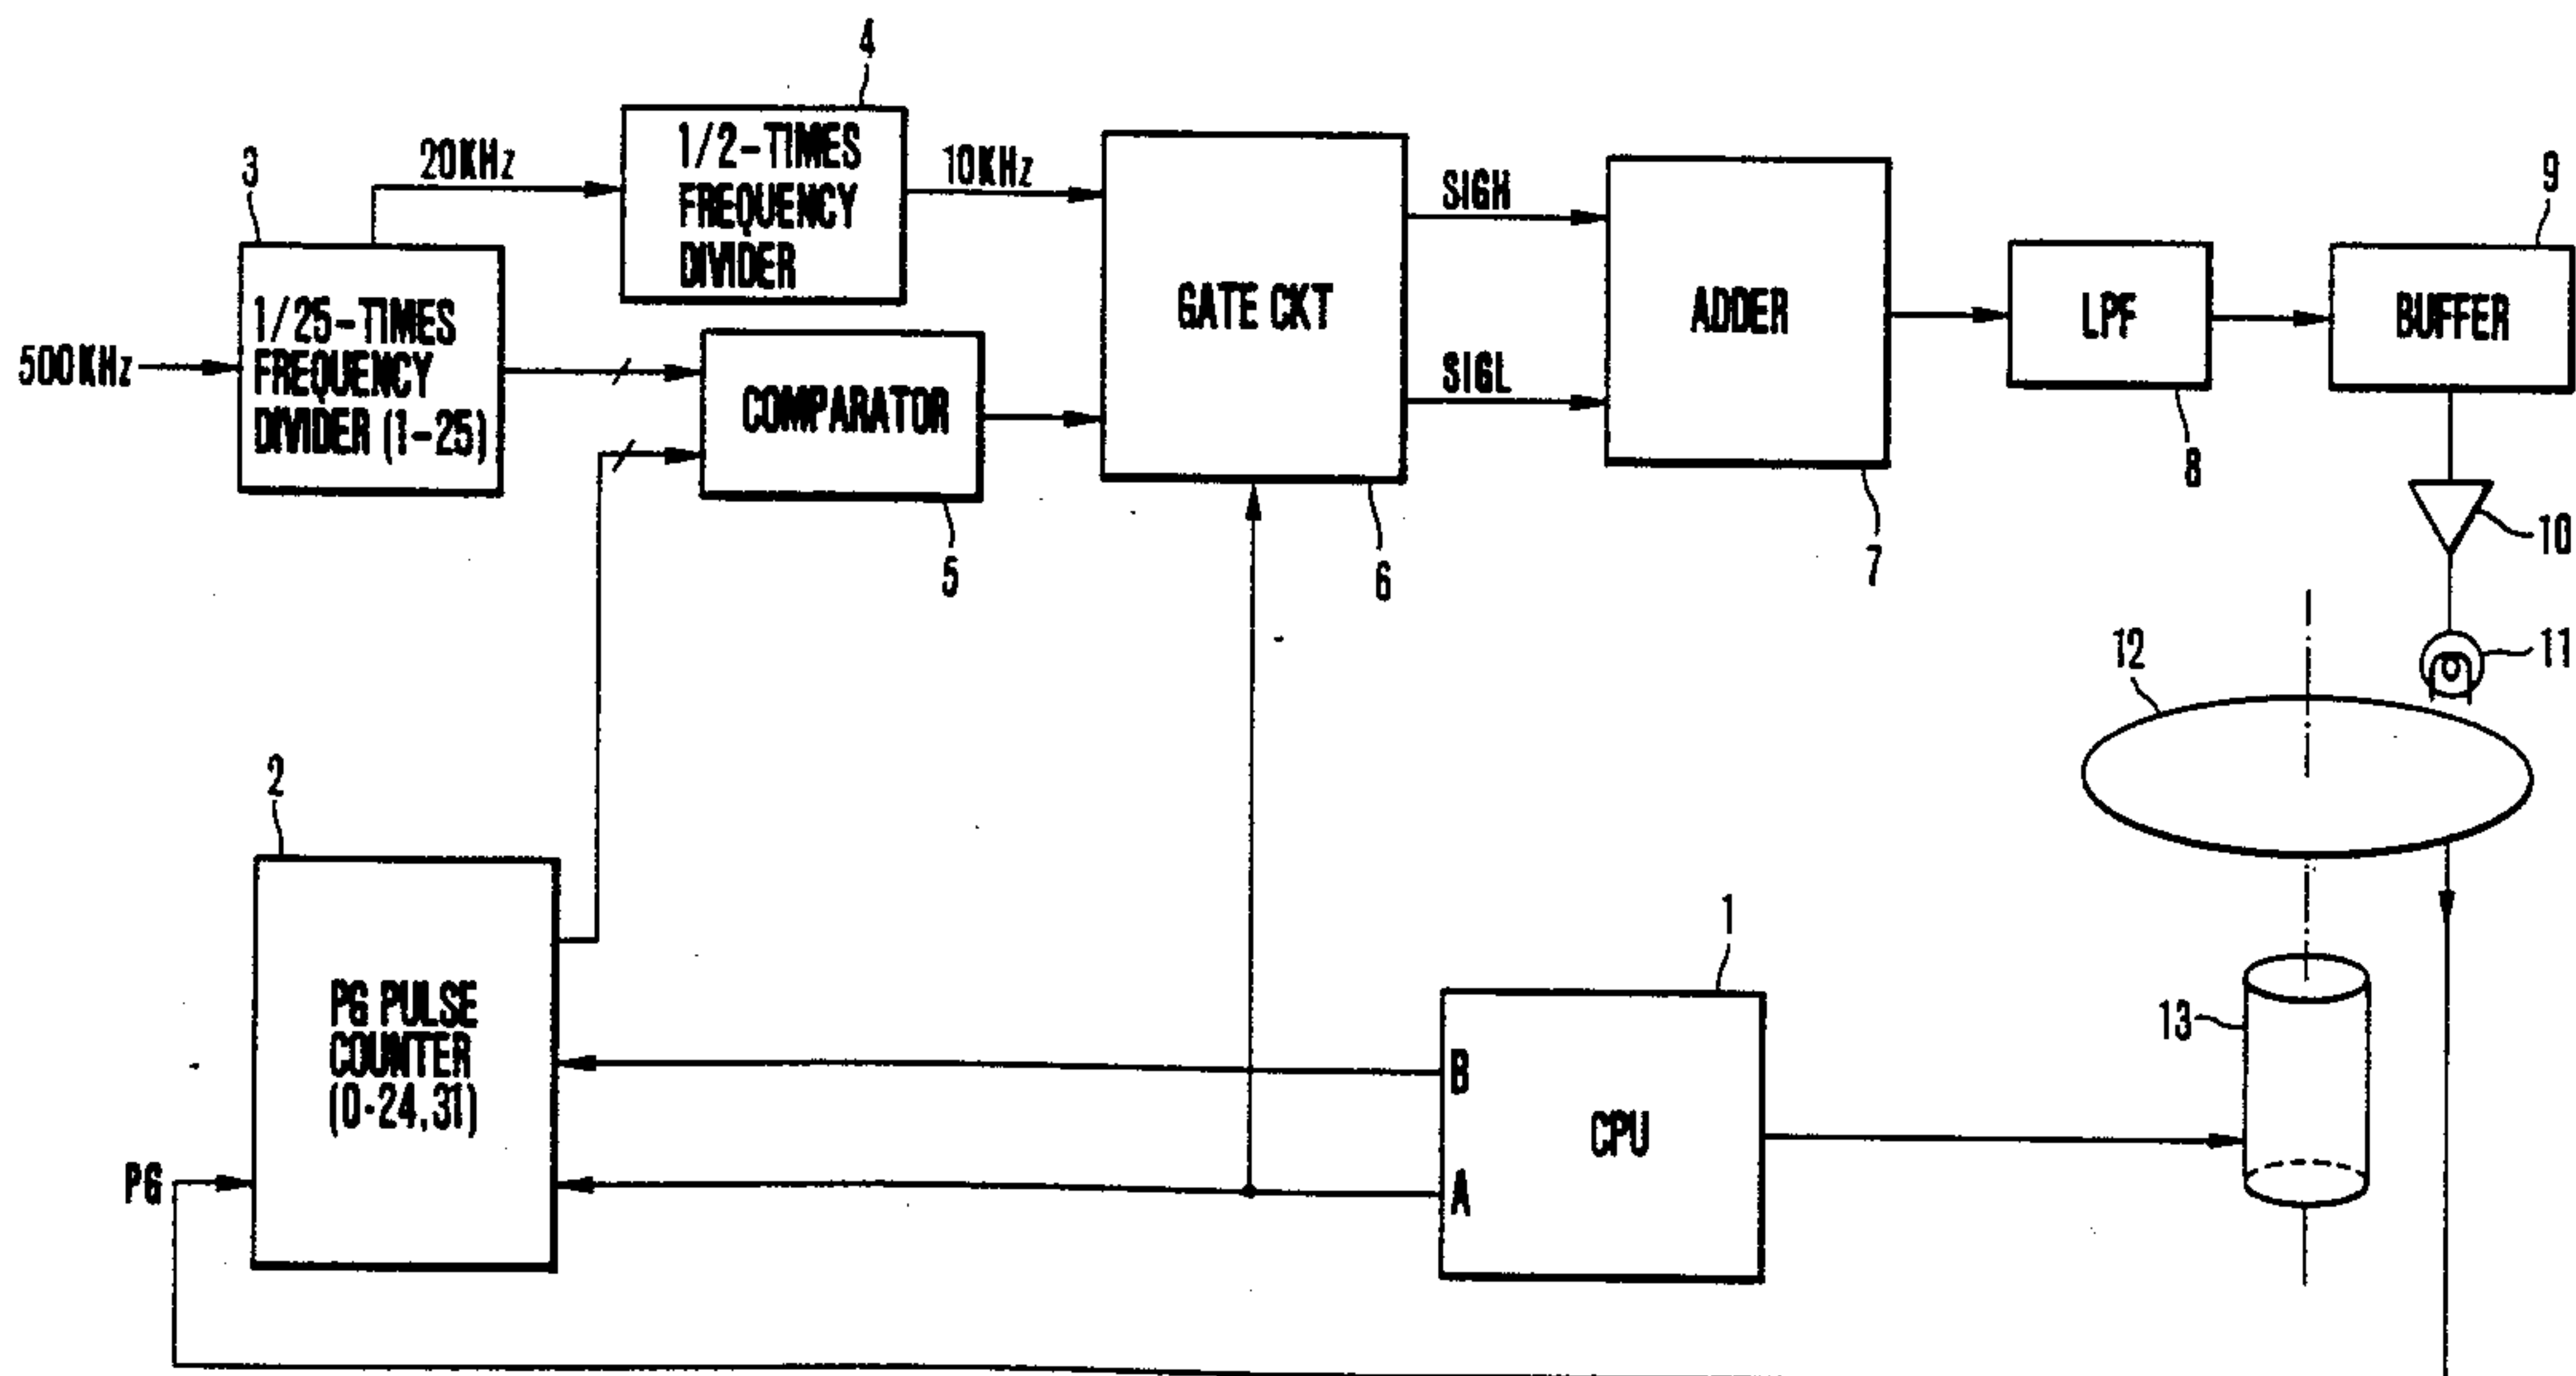 4
3
20KHz
1/2-TIMES
FREQUENCY
DIVIDER
10KHz
9
SIGH
1/25-TIMES
FREQUENCY
DIVIDER (1-25)
500KHz
COMPARATOR
GATE CKT
SIGL
ADDER
LPF
BUFFER
8
10
5
6
7
11
12
2
1
13
PG PULSE
COUNTER
(0-24,31)
PG
B
A
CPU